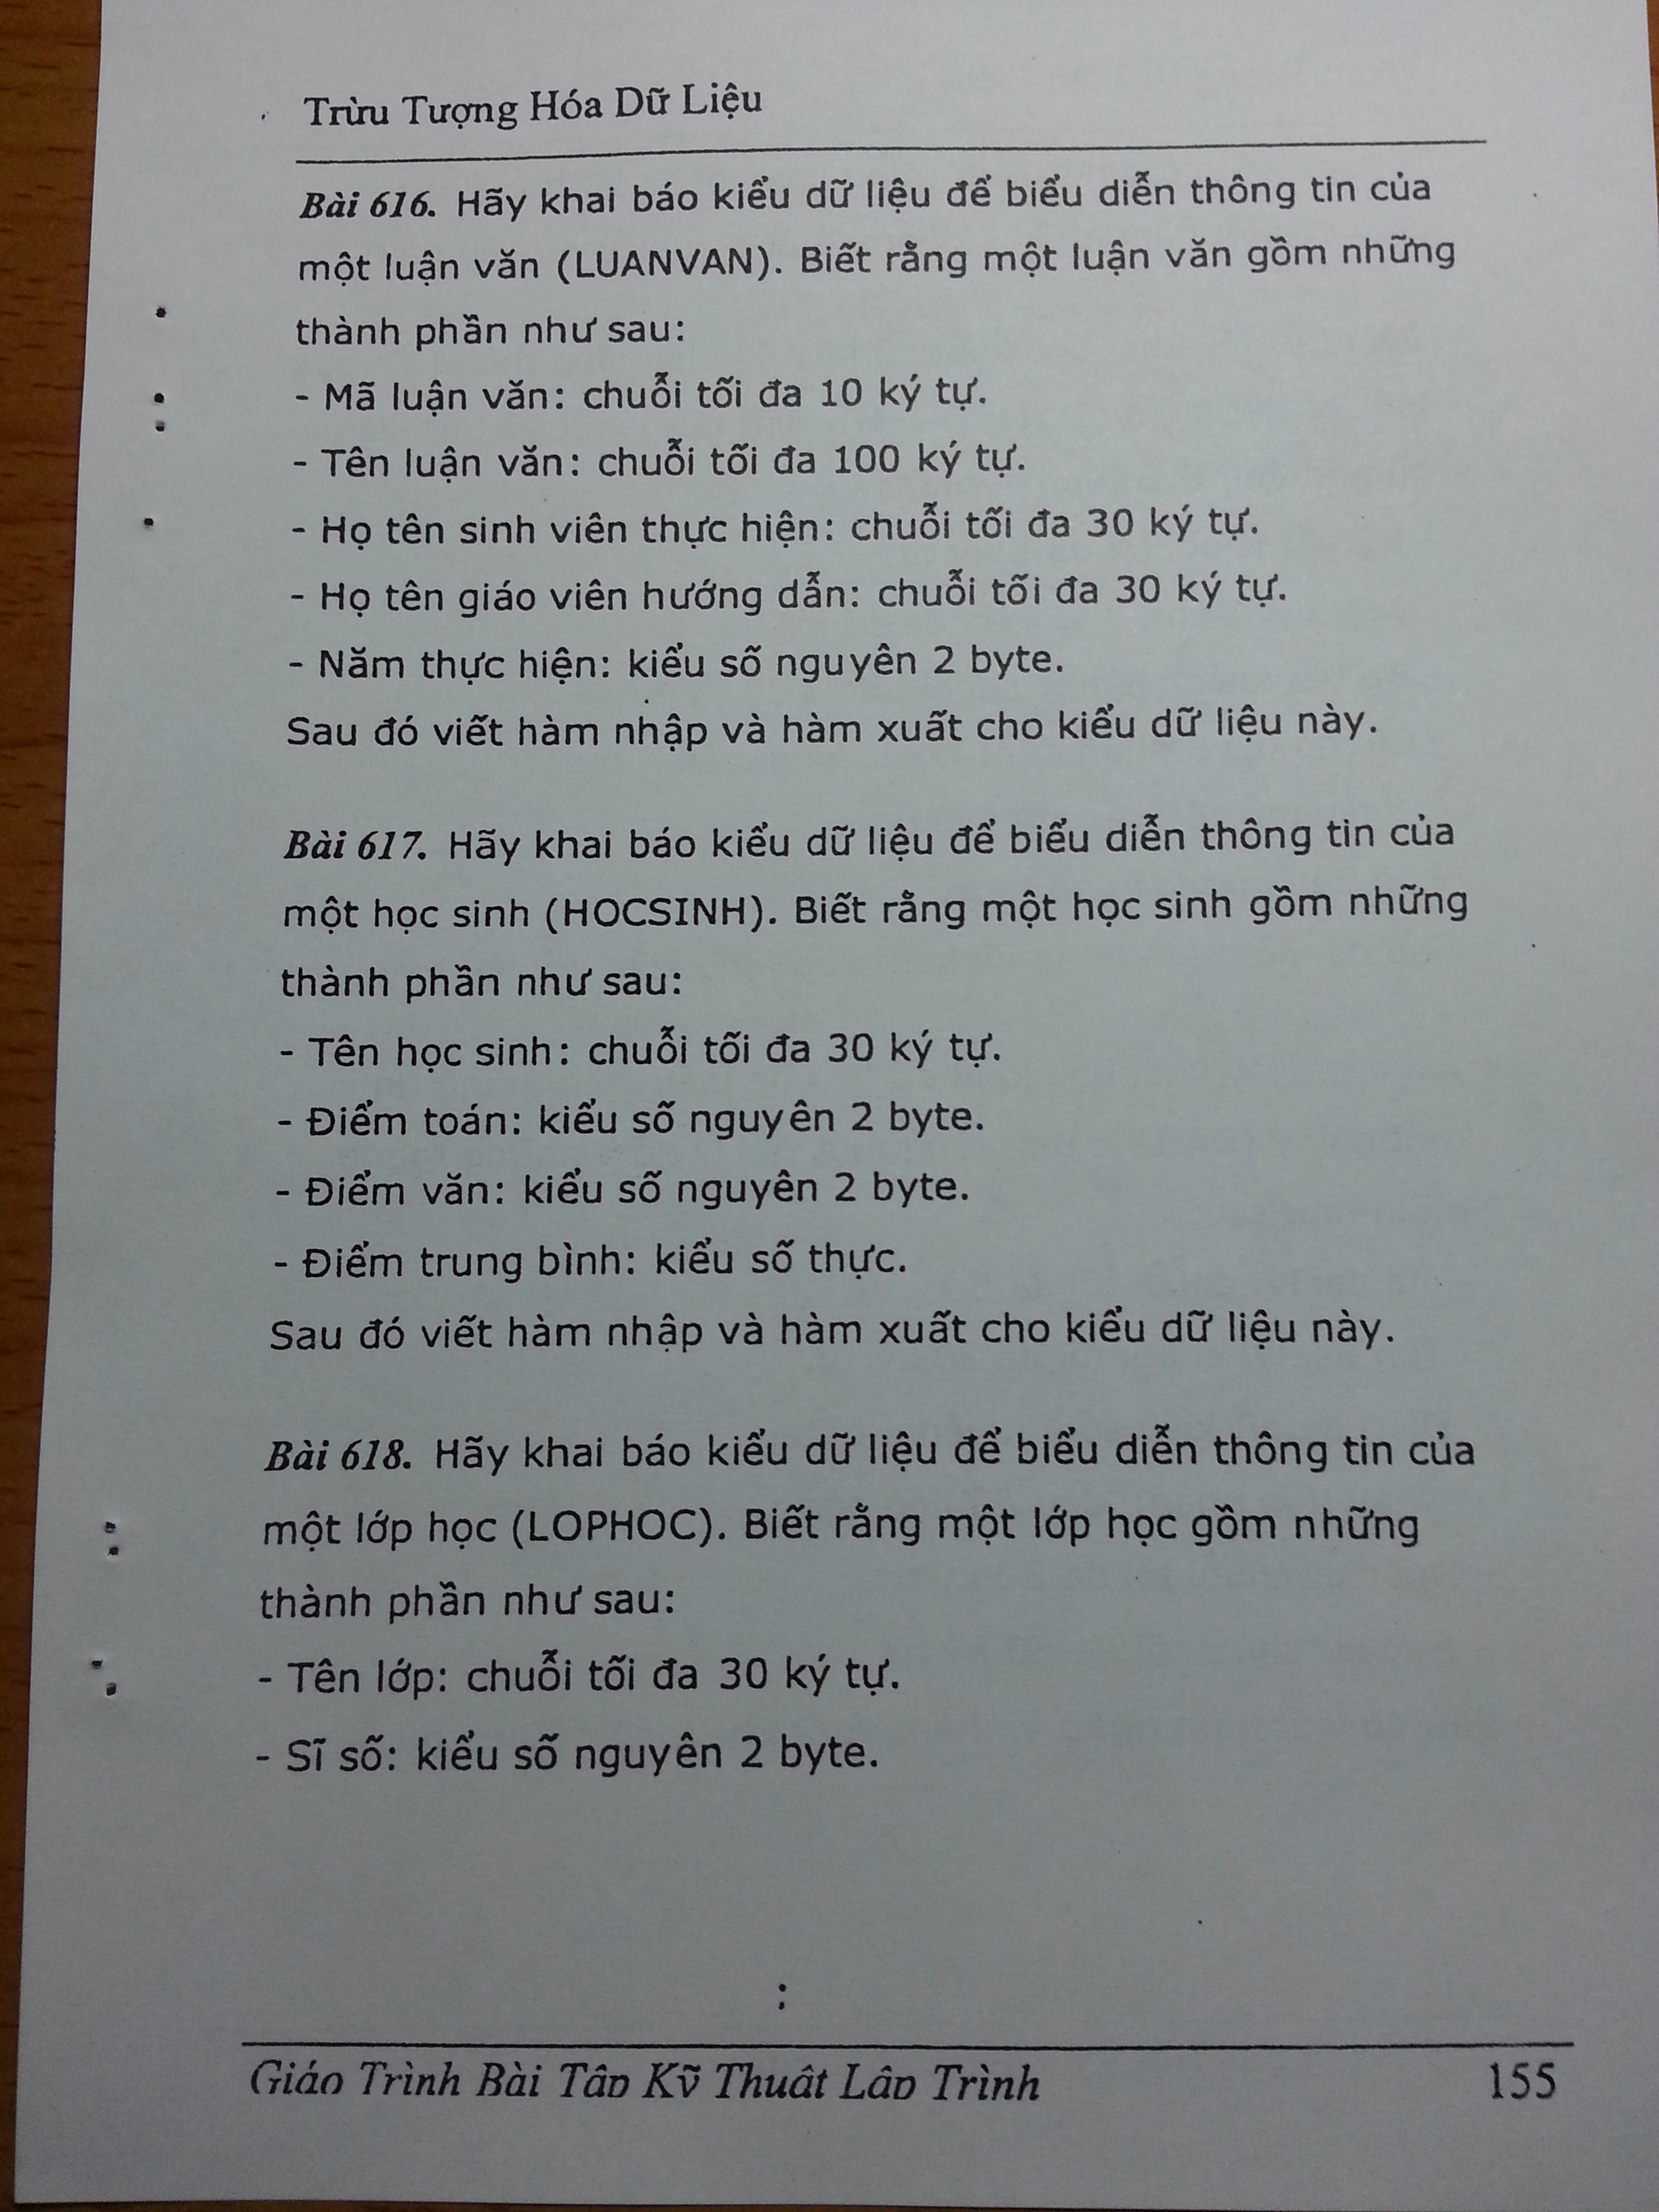 Trừu Tượng Hóa Dữ Liệu
Bài 616. Hãy khai báo kiểu dữ liệu để biểu diễn thông tin của
một luận văn (LUANVAN). Biết rằng một luận văn gồm những
thành phần như sau:
- Mã luận văn: chuỗi tối đa 10 ký tự.
- Tên luận văn: chuỗi tối đa 100 ký tự.
- Họ tên sinh viên thực hiện: chuỗi tối đa 30 ký tự.
- Họ tên giáo viên hướng dẫn: chuỗi tối đa 30 ký tự.
- Năm thực hiện: kiểu số nguyên 2 byte.
Sau đó viết hàm nhập và hàm xuất cho kiểu dữ liệu này.
Bài 617. Hãy khai báo kiểu dữ liệu để biểu diễn thông tin của
một học sinh (HOCSINH). Biết rằng một học sinh gồm những
thành phần như sau:
- Tên học sinh: chuỗi tối đa 30 ký tự.
- Điểm toán: kiểu số nguyên 2 byte.
- Điểm văn: kiểu số nguyên 2 byte.
- Điểm trung bình: kiểu số thực.
Sau đó viết hàm nhập và hàm xuất cho kiểu dữ liệu này.
Bài 618. Hãy khai báo kiểu dữ liệu để biểu diễn thông tin của
một lớp học (LOPHOC). Biết rằng một lớp học gồm những
thành phần như sau:
- Tên lớp: chuỗi tối đa 30 ký tự.
- Sĩ số: kiểu số nguyên 2 byte.
Giáo Trình Bài Tập Kỹ Thuật Lập Trình 155